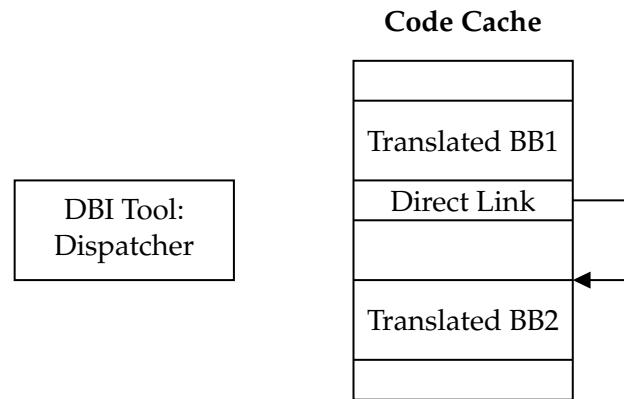 Code Cache
Translated BB1
Direct Link
DBI Tool:
Dispatcher
Translated BB2